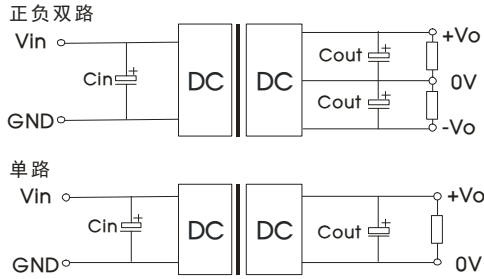 正负双路
Vin
+Vo
Cout
Cin
DC
DC
0V
Cout
GND
-Vo
单路
Vin
+Vo
Cin
DC
DC
Cout
GND
0V